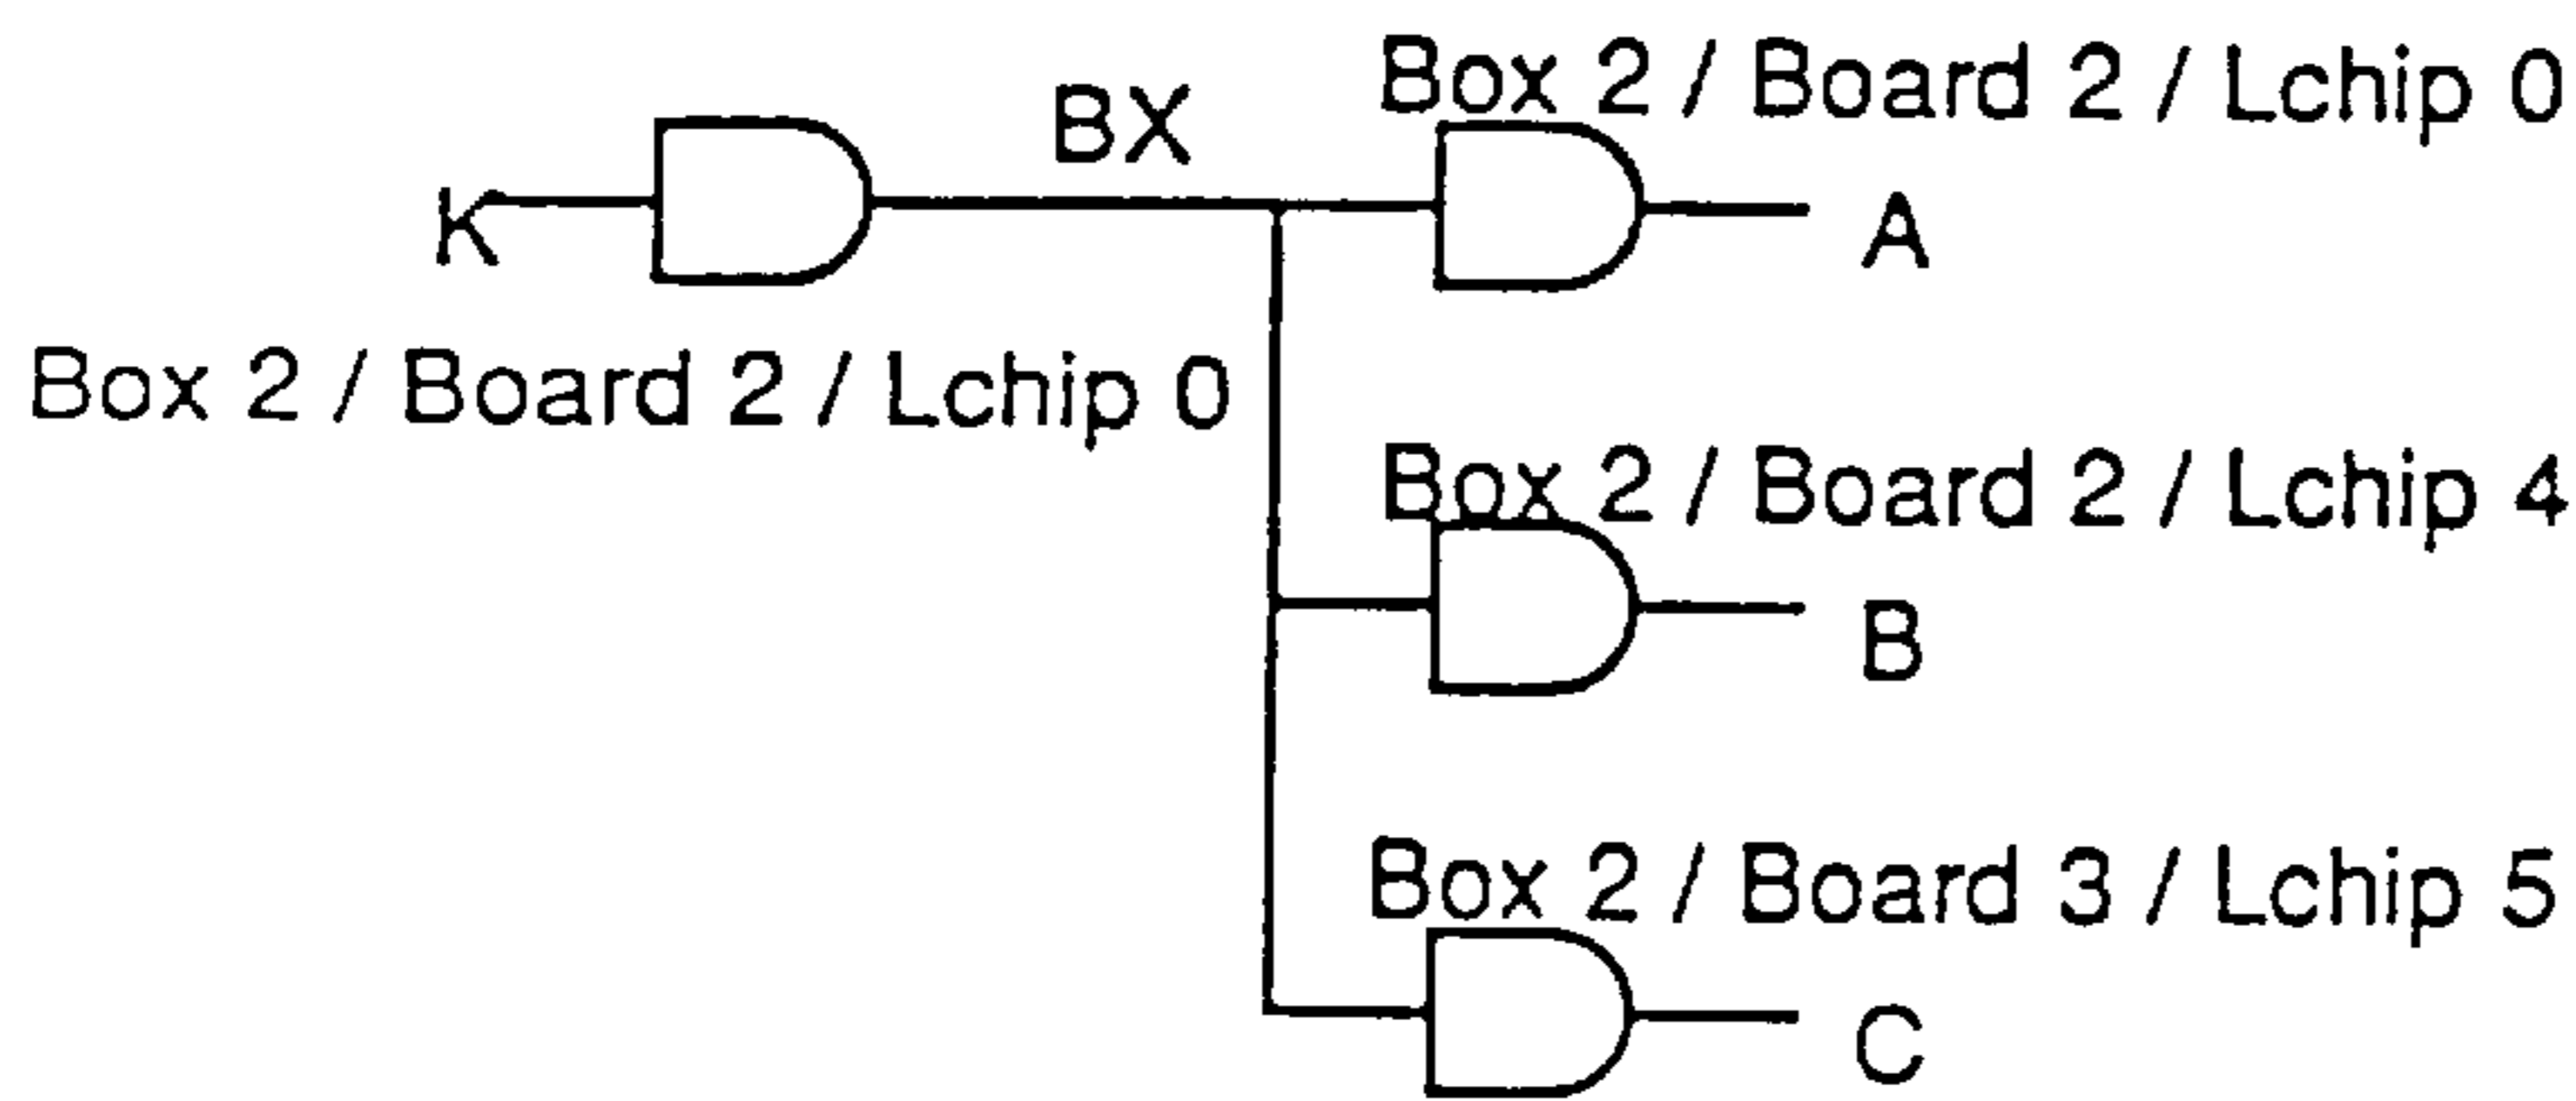 BX
Box 2 / Board 2 / Lchip 0
K
A
Box 2 / Board 2 / Lchip 0
Box 2 / Board 2 / Lchip 4
B
Box 2 / Board 3 / Lchip 5
C